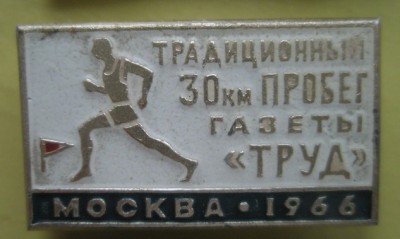 ТРАДИЦИОННЫЙ
30КМ ПРОБЕГ
ГАЗЕТЫ
«ТРУД»
МОСКВА • 1966